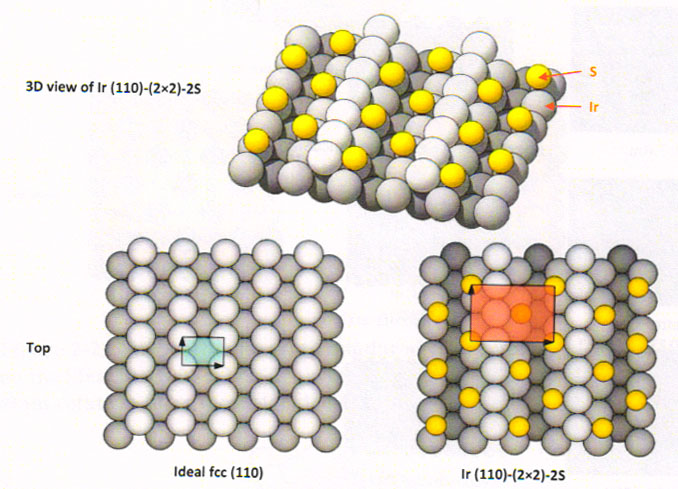 3D view of Ir (110)-(2×2)-2S
S
Ir
Top
Ideal fcc (110)
Ir (110)-(2×2)-2S